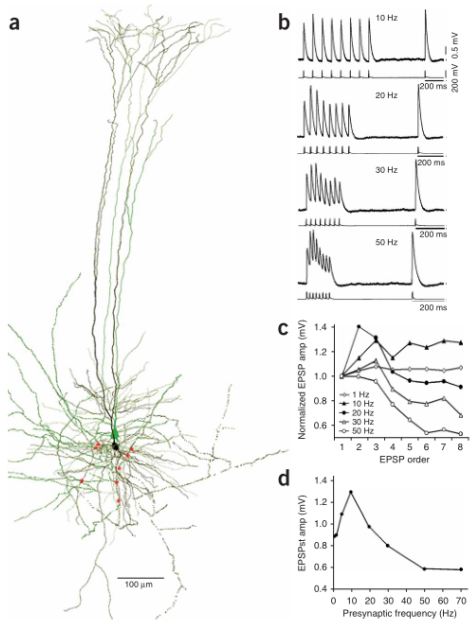 a
100 µm
b
10 Hz
0.5 mV
200 mV
200 ms
20 Hz
200 ms
30 Hz
200 ms
50 Hz
200 ms
c
Normalized EPSP amp (mV)
1.4
1.2
1.0
0.8
0.6
1 Hz
10 Hz
20 Hz
30 Hz
50 Hz
1 2 3 4 5 6 7 8
EPSP order
d
EPSPst amp (mV)
1.4
1.2
1.0
0.8
0.6
0.4
0 10 20 30 40 50 60 70
Presynaptic frequency (Hz)